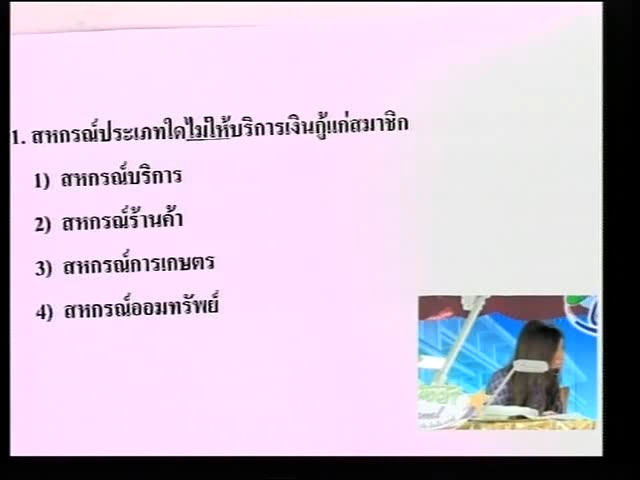 1. สหกรณ์ประเภทใดไม่ให้บริการเงินกู้แก่สมาชิก
1) สหกรณ์บริการ
2) สหกรณ์ร้านค้า
3) สหกรณ์การเกษตร
4) สหกรณ์ออมทรัพย์